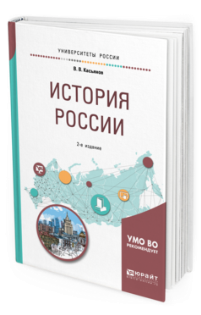 УНИВЕРСИТЕТЫ РОССИИ
В. В. Касьянов
ИСТОРИЯ
РОССИИ
2-е издание
УМО ВО
РЕКОМЕНДУЕТ
юрайт